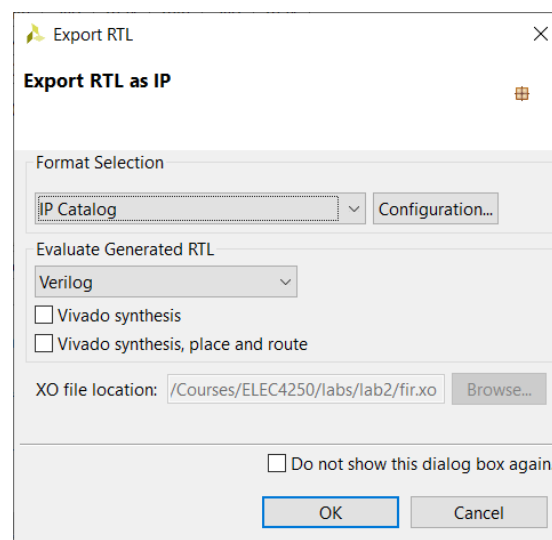 Export RTL
Export RTL as IP
Format Selection
IP Catalog Configuration...
Evaluate Generated RTL
Verilog
Vivado synthesis
Vivado synthesis, place and route
XO file location: /Courses/ELEC4250/labs/lab2/fir.xo Browse...
Do not show this dialog box again
OK Cancel